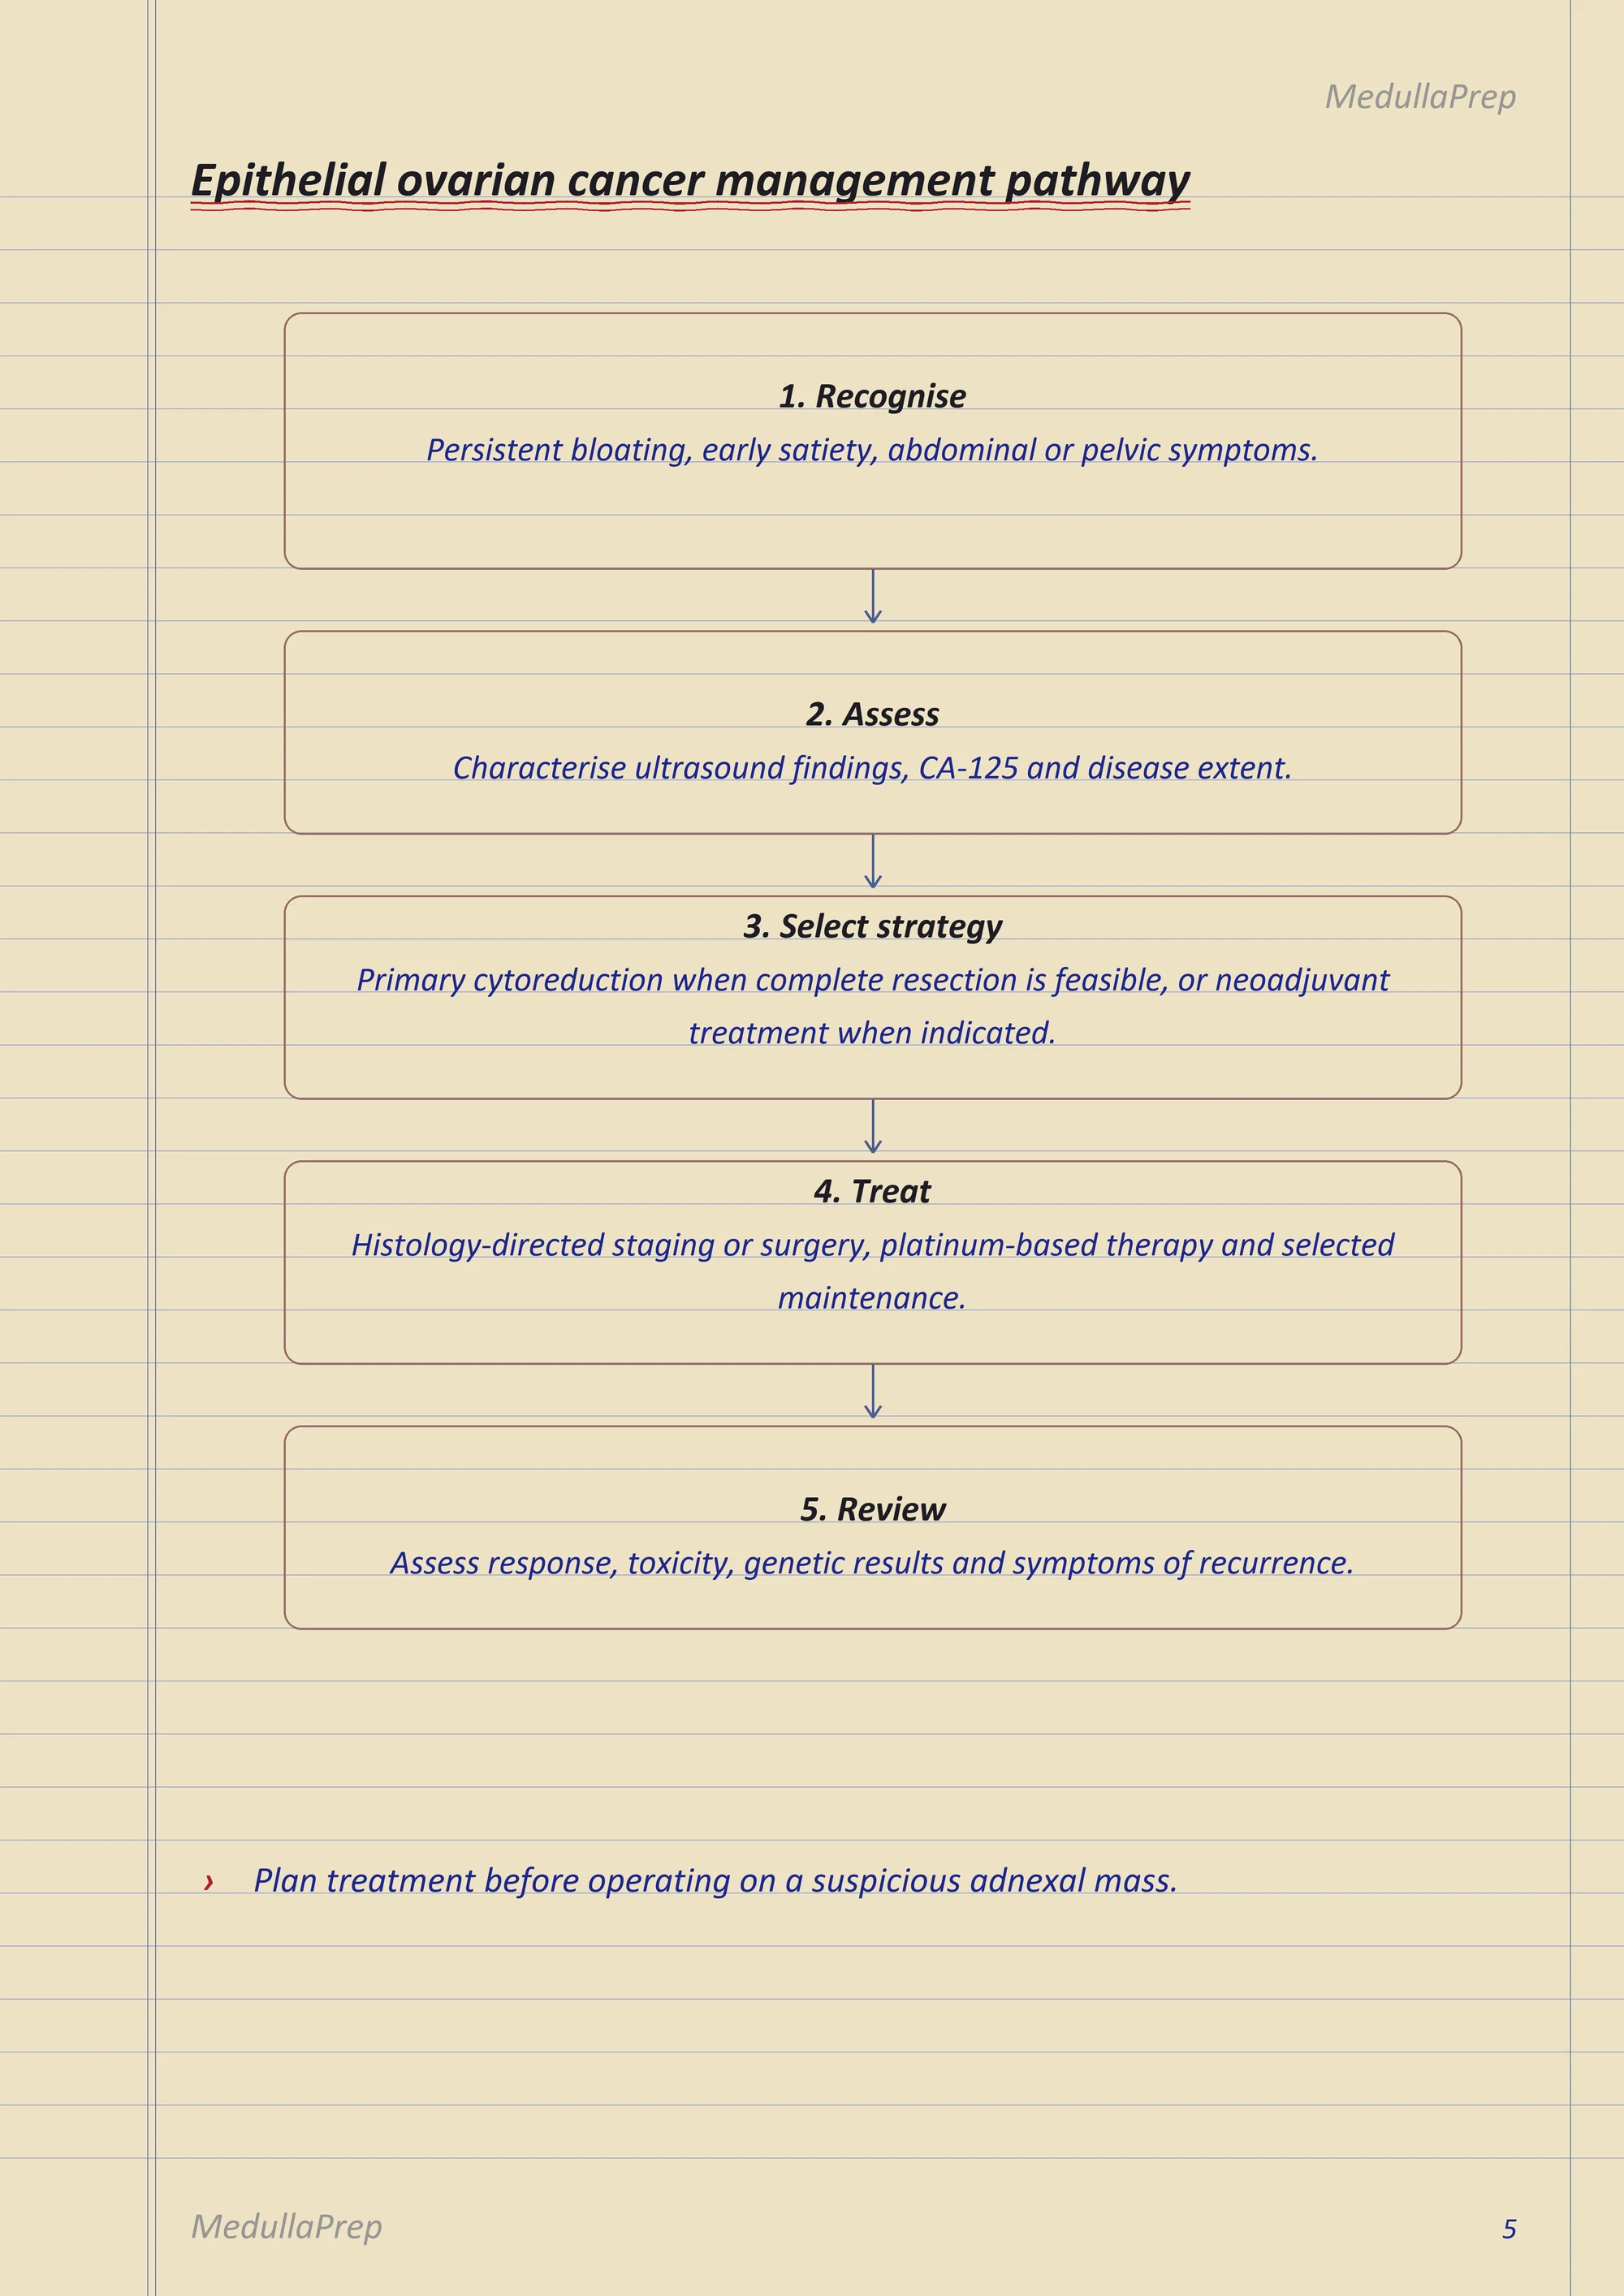 MedullaPrep
Epithelial ovarian cancer management pathway
1. Recognise
Persistent bloating, early satiety, abdominal or pelvic symptoms.
2. Assess
Characterise ultrasound findings, CA-125 and disease extent.
3. Select strategy
Primary cytoreduction when complete resection is feasible, or neoadjuvant
treatment when indicated.
4. Treat
Histology-directed staging or surgery, platinum-based therapy and selected
maintenance.
5. Review
Assess response, toxicity, genetic results and symptoms of recurrence.
› Plan treatment before operating on a suspicious adnexal mass.
MedullaPrep
5